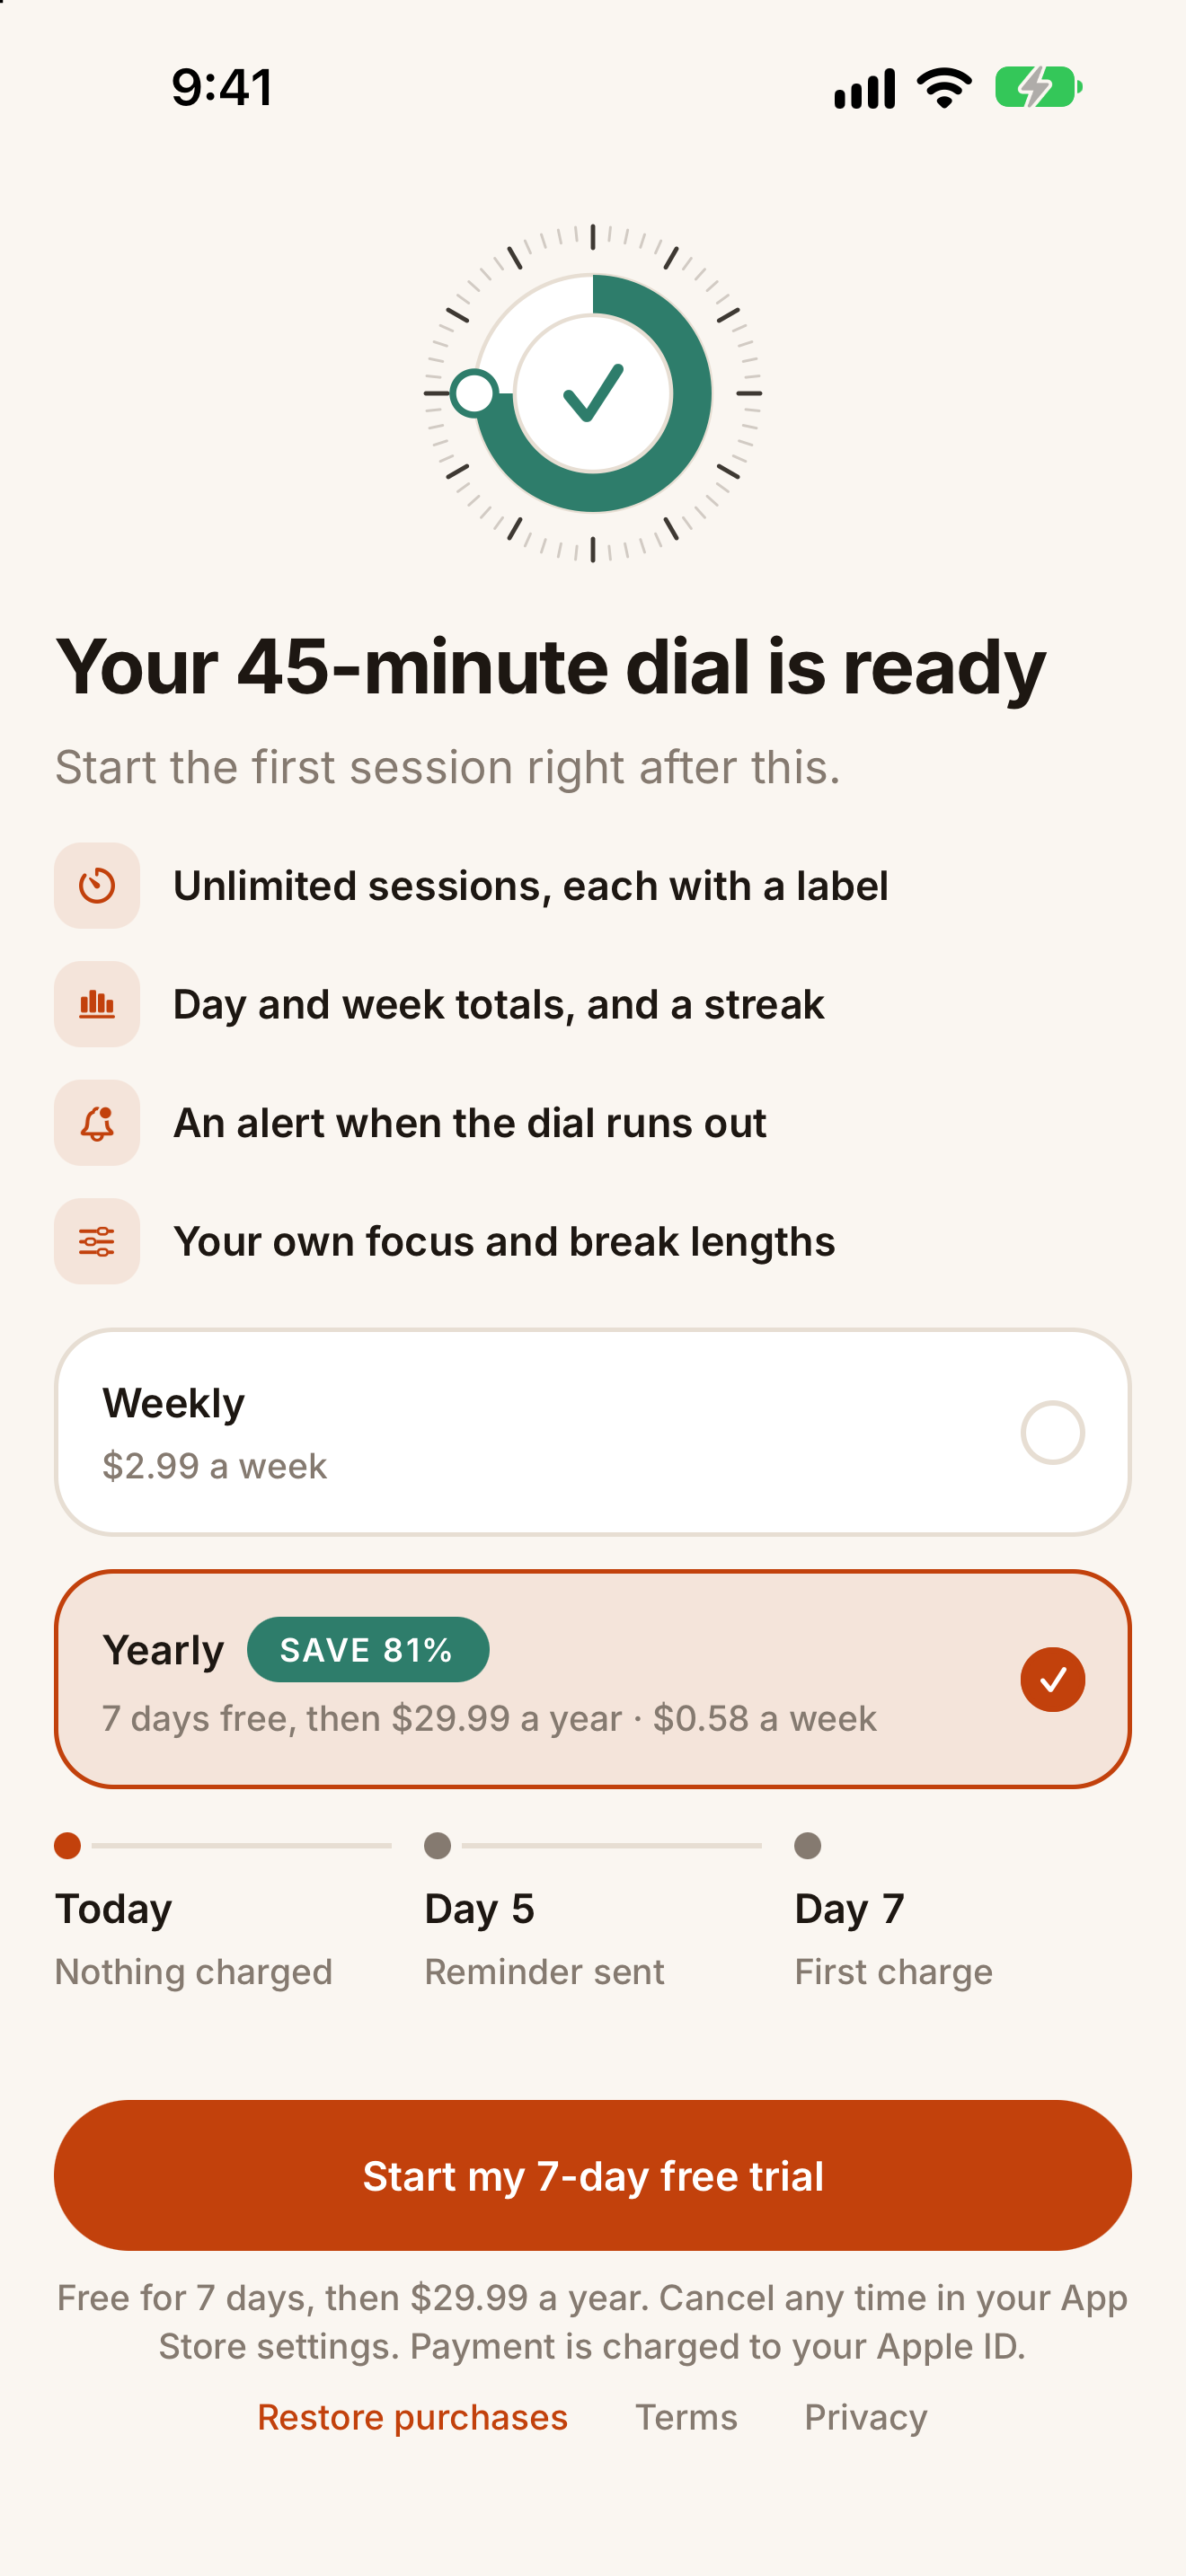 9:41
Your 45-minute dial is ready
Start the first session right after this.
Unlimited sessions, each with a label
Day and week totals, and a streak
An alert when the dial runs out
Your own focus and break lengths
Weekly
$2.99 a week
Yearly SAVE 81%
7 days free, then $29.99 a year · $0.58 a week
Today Day 5 Day 7
Nothing charged Reminder sent First charge
Start my 7-day free trial
Free for 7 days, then $29.99 a year. Cancel any time in your App
Store settings. Payment is charged to your Apple ID.
Restore purchases Terms Privacy